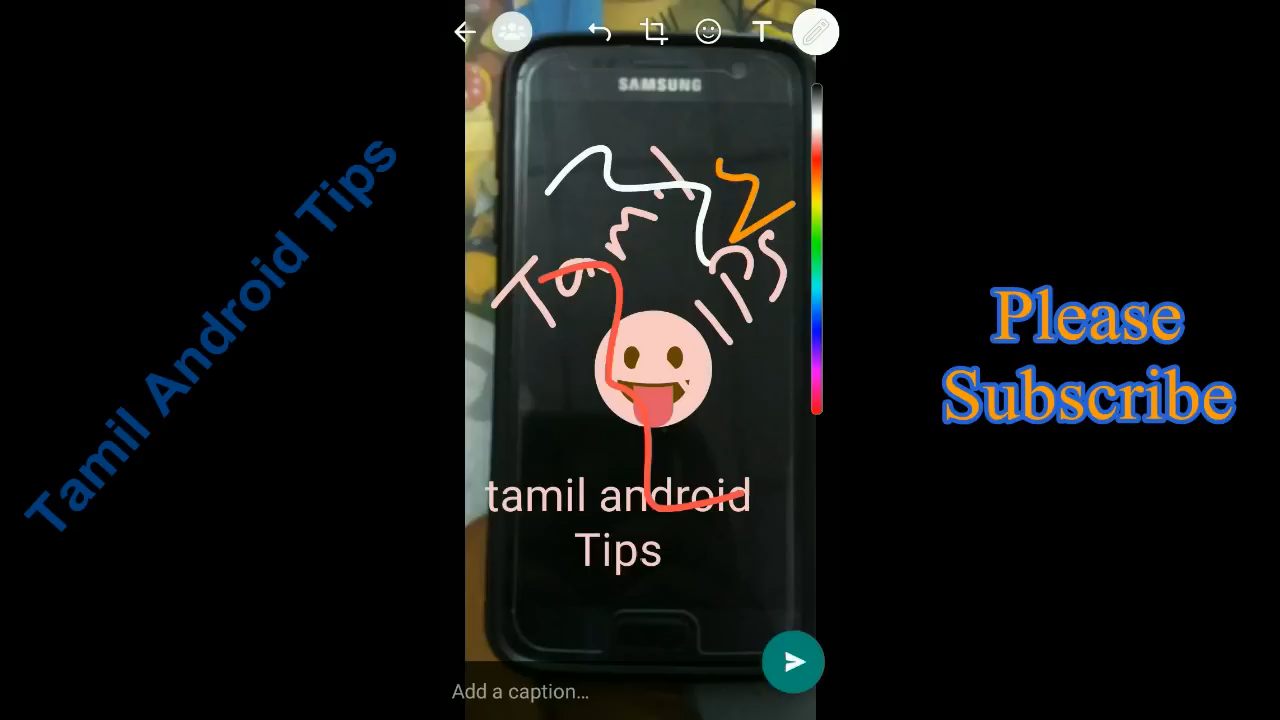 SAMSUNG
Tamil
Tips
tamil android
Tips
Add a caption...
Tamil Android Tips
Please
Subscribe